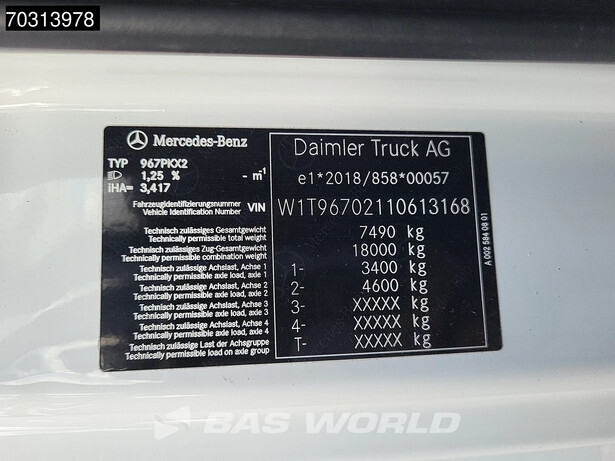 70313978
Mercedes-Benz
Daimler Truck AG
TYP 967PKX2
1,25 % - m⁻¹
iHA= 3,417
e1*2018/858*00057
Fahrzeugidentifizierungsnummer
Vehicle Identification Number VIN W1T96702110613168
Technisch zulässiges Gesamtgewicht
Technically permissible total weight 7490 kg
Technisch zulässiges Zug-Gesamtgewicht
Technically permissible combination weight 18000 kg
Technisch zulässige Achslast, Achse 1
Technically permissible axle load, axle 1 1- 3400 kg
Technisch zulässige Achslast, Achse 2
Technically permissible axle load, axle 2 2- 4600 kg
Technisch zulässige Achslast, Achse 3
Technically permissible axle load, axle 3 3- XXXXX kg
Technisch zulässige Achslast, Achse 4
Technically permissible axle load, axle 4 4- XXXXX kg
Technisch zulässige Last der Achsgruppe
Technically permissible load on axle group T- XXXXX kg
A 002 584 08 01
BAS WORLD